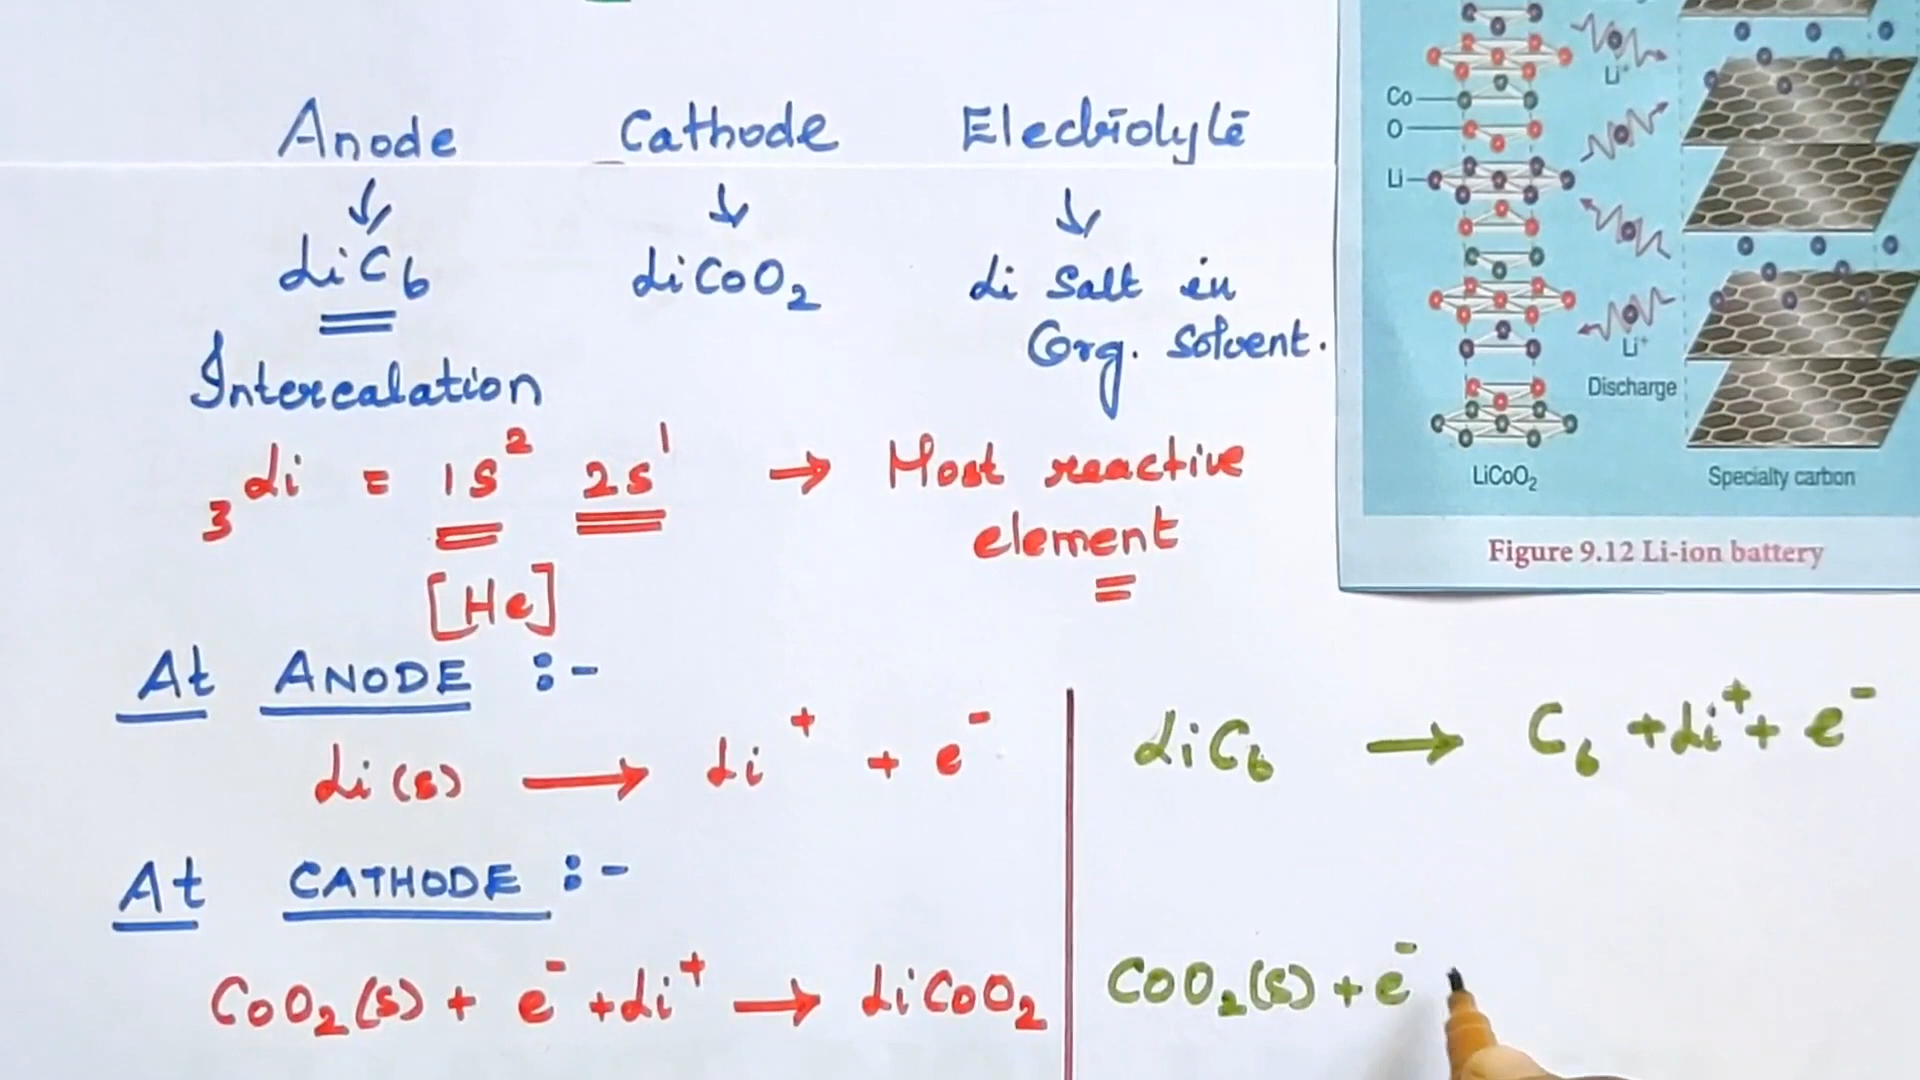 Anode Cathode Electrolyte
↓ ↓ ↓
LiC₆ LiCoO₂ Li Salt in
Org. Solvent.
Intercalation
₃Li = 1s² 2s¹ → Most reactive
element
[He]
At ANODE :-
Li(s) → Li⁺ + e⁻
At CATHODE :-
CoO₂(s) + e⁻ + Li⁺ → LiCoO₂
LiC₆ → C₆ + Li⁺ + e⁻
CoO₂(s) + e⁻
Li⁺
Co
O
Li
Li⁺
Discharge
LiCoO₂ Specialty carbon
Figure 9.12 Li-ion battery